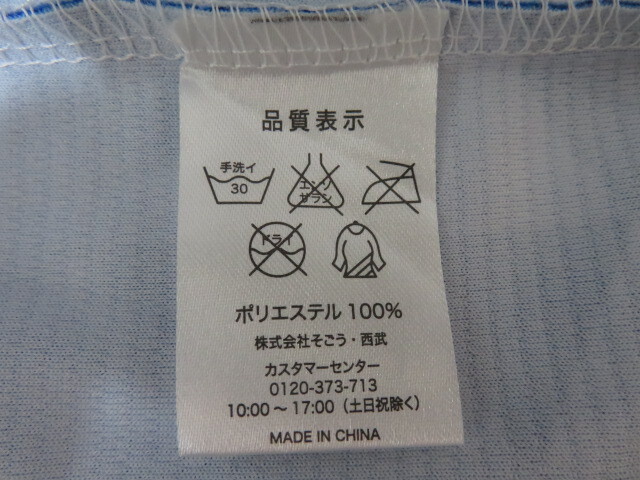 品質表示
手洗イ
30
エンソ
サラシ
ドライ
ポリエステル 100%
株式会社そごう・西武
カスタマーセンター
0120-373-713
10:00～17:00（土日祝除く）
MADE IN CHINA